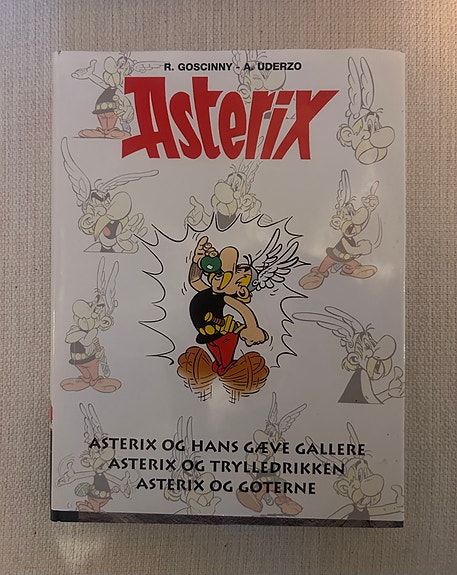 R. GOSCINNY - A. UDERZO
Asterix
ASTERIX OG HANS GÆVE GALLERE
ASTERIX OG TRYLLEDRIKKEN
ASTERIX OG GOTERNE